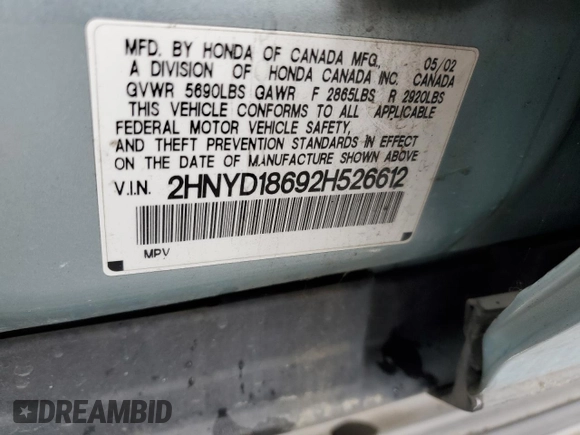 MFD. BY HONDA OF CANADA MFG., 05/02
A DIVISION OF HONDA CANADA INC. CANADA
GVWR 5690LBS GAWR F 2865LBS R 2920LBS
THIS VEHICLE CONFORMS TO ALL APPLICABLE
FEDERAL MOTOR VEHICLE SAFETY,
AND THEFT PREVENTION STANDARDS IN EFFECT
ON THE DATE OF MANUFACTURE SHOWN ABOVE
V.I.N. 2HNYD18692H526612
MPV
DREAMBID